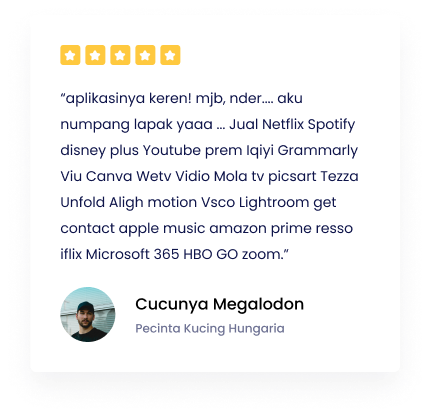 “aplikasinya keren! mjb, nder.... aku
numpang lapak yaaa ... Jual Netflix Spotify
disney plus Youtube prem Iqiyi Grammarly
Viu Canva Wetv Vidio Mola tv picsart Tezza
Unfold Aligh motion Vsco Lightroom get
contact apple music amazon prime resso
iflix Microsoft 365 HBO GO zoom.”
Cucunya Megalodon
Pecinta Kucing Hungaria